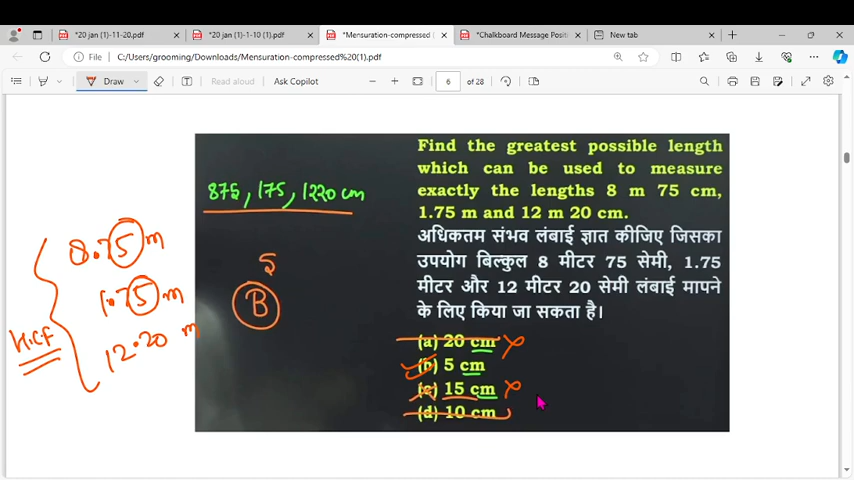 *20 jan (1)-11-20.pdf
*20 jan (1)-1-10 (1).pdf
*Mensuration-compressed
*Chalkboard Message Positi
New tab
File
C:/Users/grooming/Downloads/Mensuration-compressed%20(1).pdf
Draw
Read aloud
Ask Copilot
6
of 28
Find the greatest possible length
which can be used to measure
exactly the lengths 8 m 75 cm,
1.75 m and 12 m 20 cm.
अधिकतम संभव लंबाई ज्ञात कीजिए जिसका
उपयोग बिल्कुल 8 मीटर 75 सेमी, 1.75
मीटर और 12 मीटर 20 सेमी लंबाई मापने
के लिए किया जा सकता है।
(a) 20 cm
(b) 5 cm
(c) 15 cm
(d) 10 cm
875, 175, 1220 cm
5
B
8.75 m
1.75 m
12.20 m
H.C.F